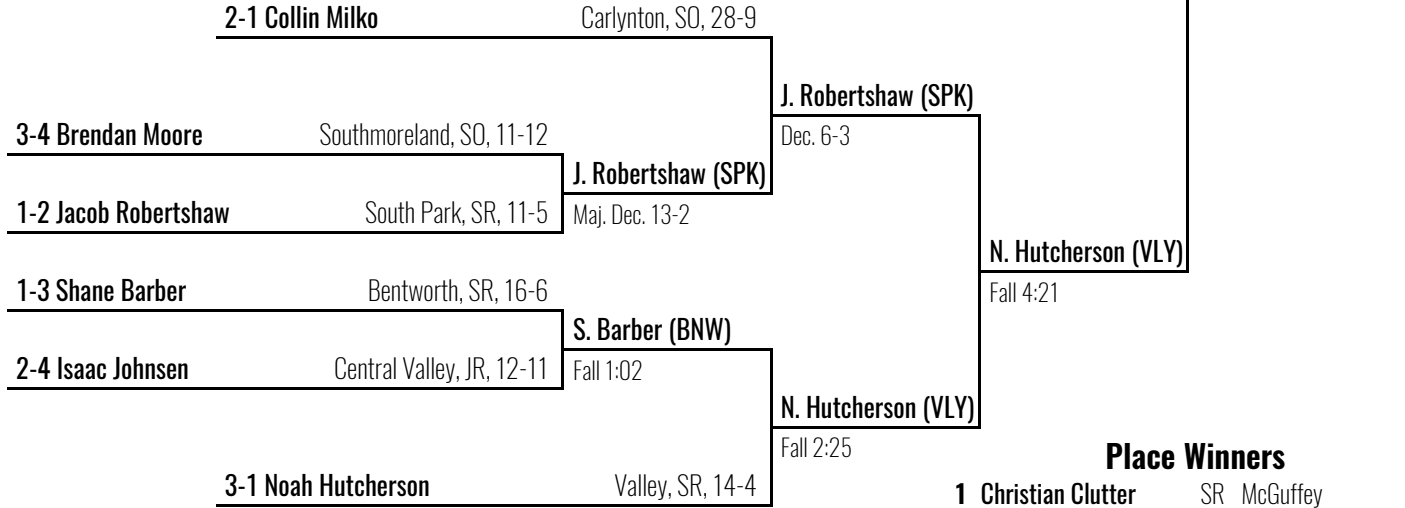 2-1 Collin Milko Carlynton, SO, 28-9
J. Robertshaw (SPK)
3-4 Brendan Moore Southmoreland, SO, 11-12
Dec. 6-3
J. Robertshaw (SPK)
1-2 Jacob Robertshaw South Park, SR, 11-5
Maj. Dec. 13-2
N. Hutcherson (VLY)
1-3 Shane Barber Bentworth, SR, 16-6
Fall 4:21
S. Barber (BNW)
2-4 Isaac Johnsen Central Valley, JR, 12-11
Fall 1:02
N. Hutcherson (VLY)
Fall 2:25
Place Winners
3-1 Noah Hutcherson Valley, SR, 14-4
1 Christian Clutter SR McGuffey